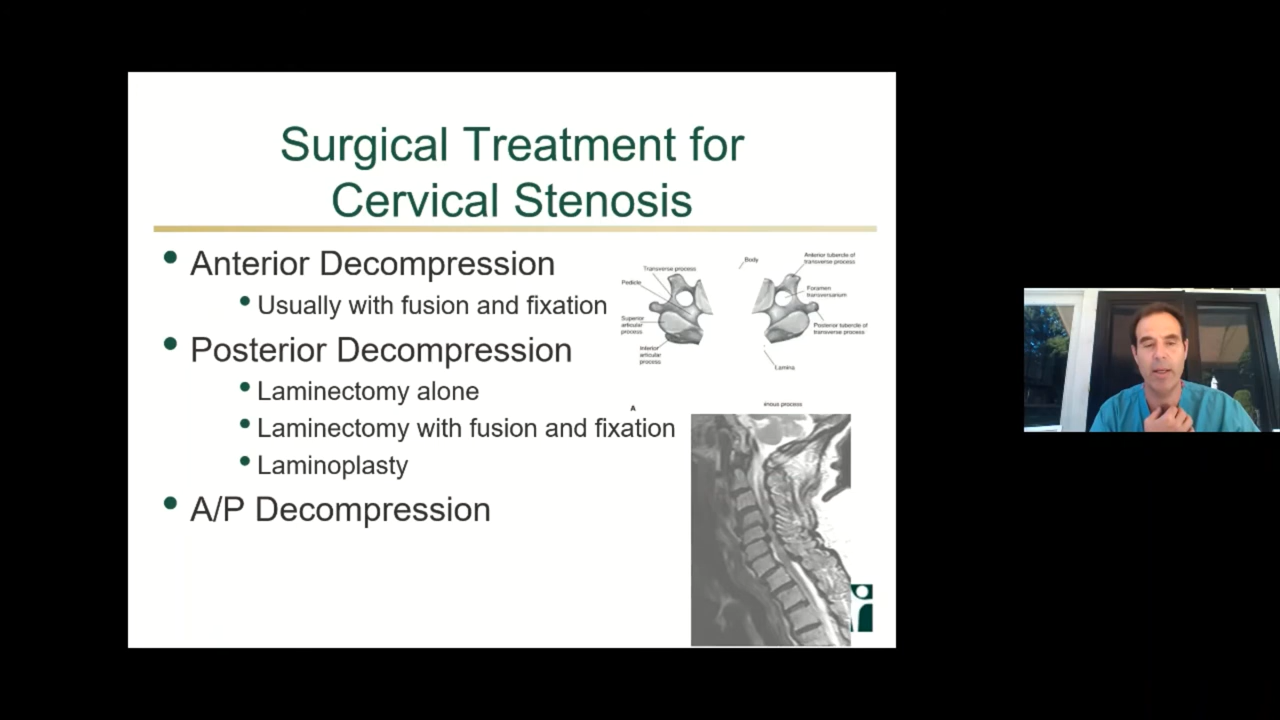 Surgical Treatment for
Cervical Stenosis
Anterior Decompression
Usually with fusion and fixation
Posterior Decompression
Laminectomy alone
Laminectomy with fusion and fixation
Laminoplasty
A/P Decompression
Transverse process
Pedicle
Superior
articular
process
Inferior
articular
process
Body
Anterior tubercle of
transverse process
Foramen
transversarium
Posterior tubercle of
transverse process
Lamina
A
inous process